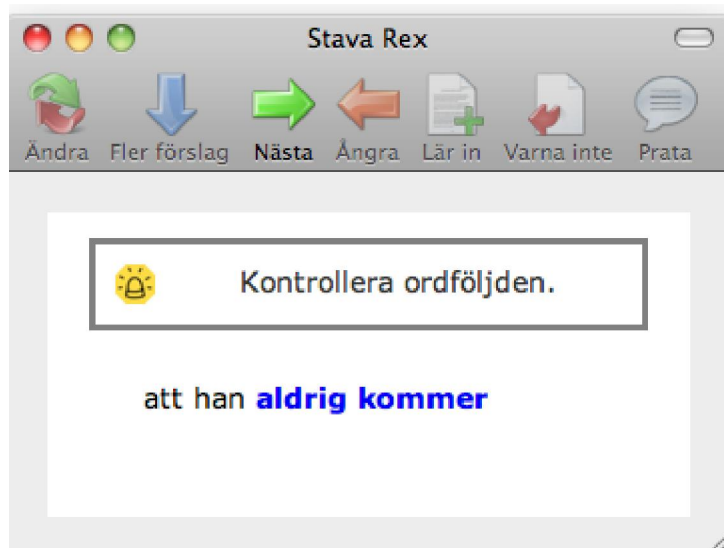 Stava Rex
Ändra Fler förslag Nästa Ångra Lär in Varna inte Prata
Kontrollera ordföljden.
att han aldrig kommer